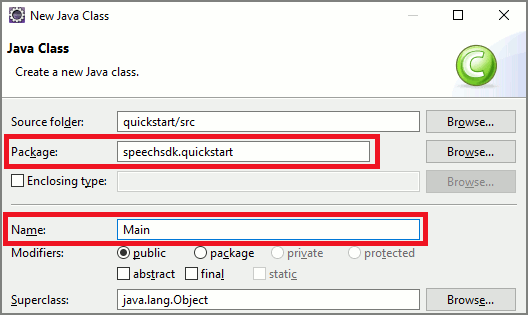 New Java Class
Java Class
Create a new Java class.
C
Source folder: quickstart/src Browse...
Package: speechsdk.quickstart Browse...
Enclosing type: Browse...
Name: Main
Modifiers: public package private protected
abstract final static
Superclass: java.lang.Object Browse...